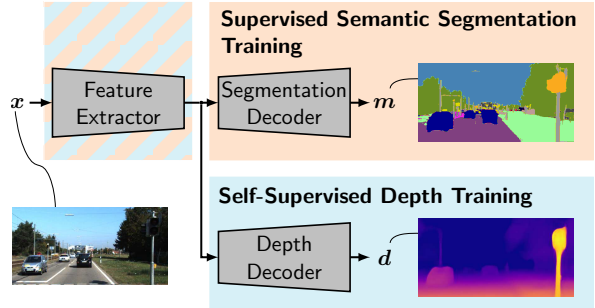 Supervised Semantic Segmentation
Training
x
Feature
Extractor
Segmentation
Decoder
m
Self-Supervised Depth Training
Depth
Decoder
d